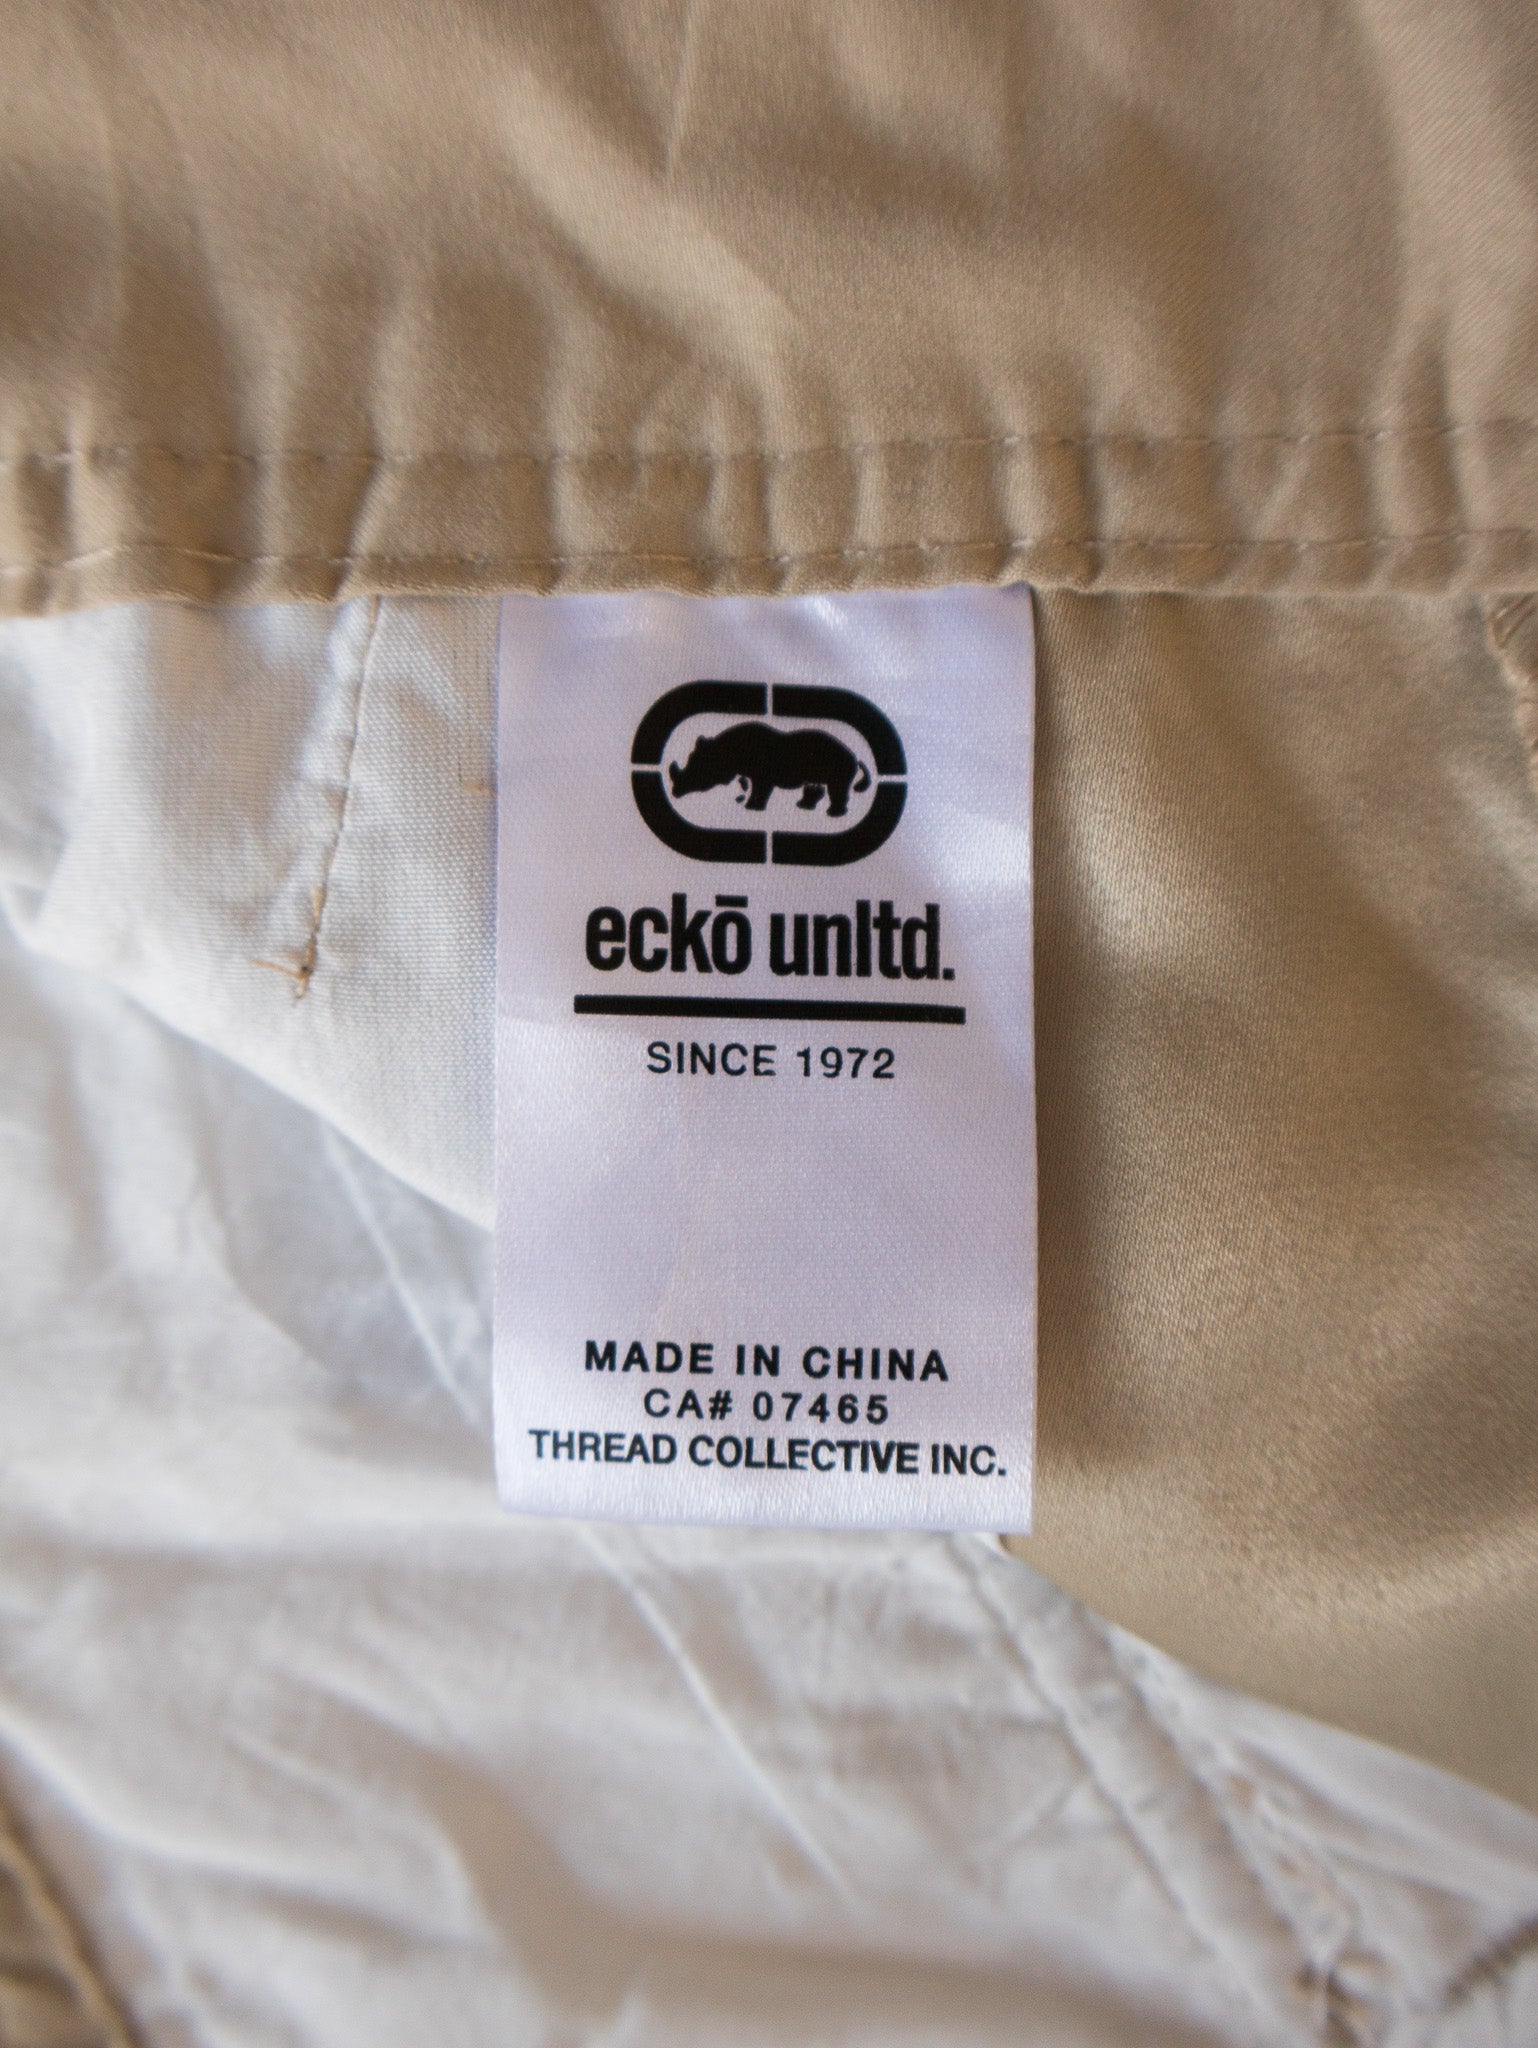 eckō unltd.
SINCE 1972
MADE IN CHINA
CA# 07465
THREAD COLLECTIVE INC.